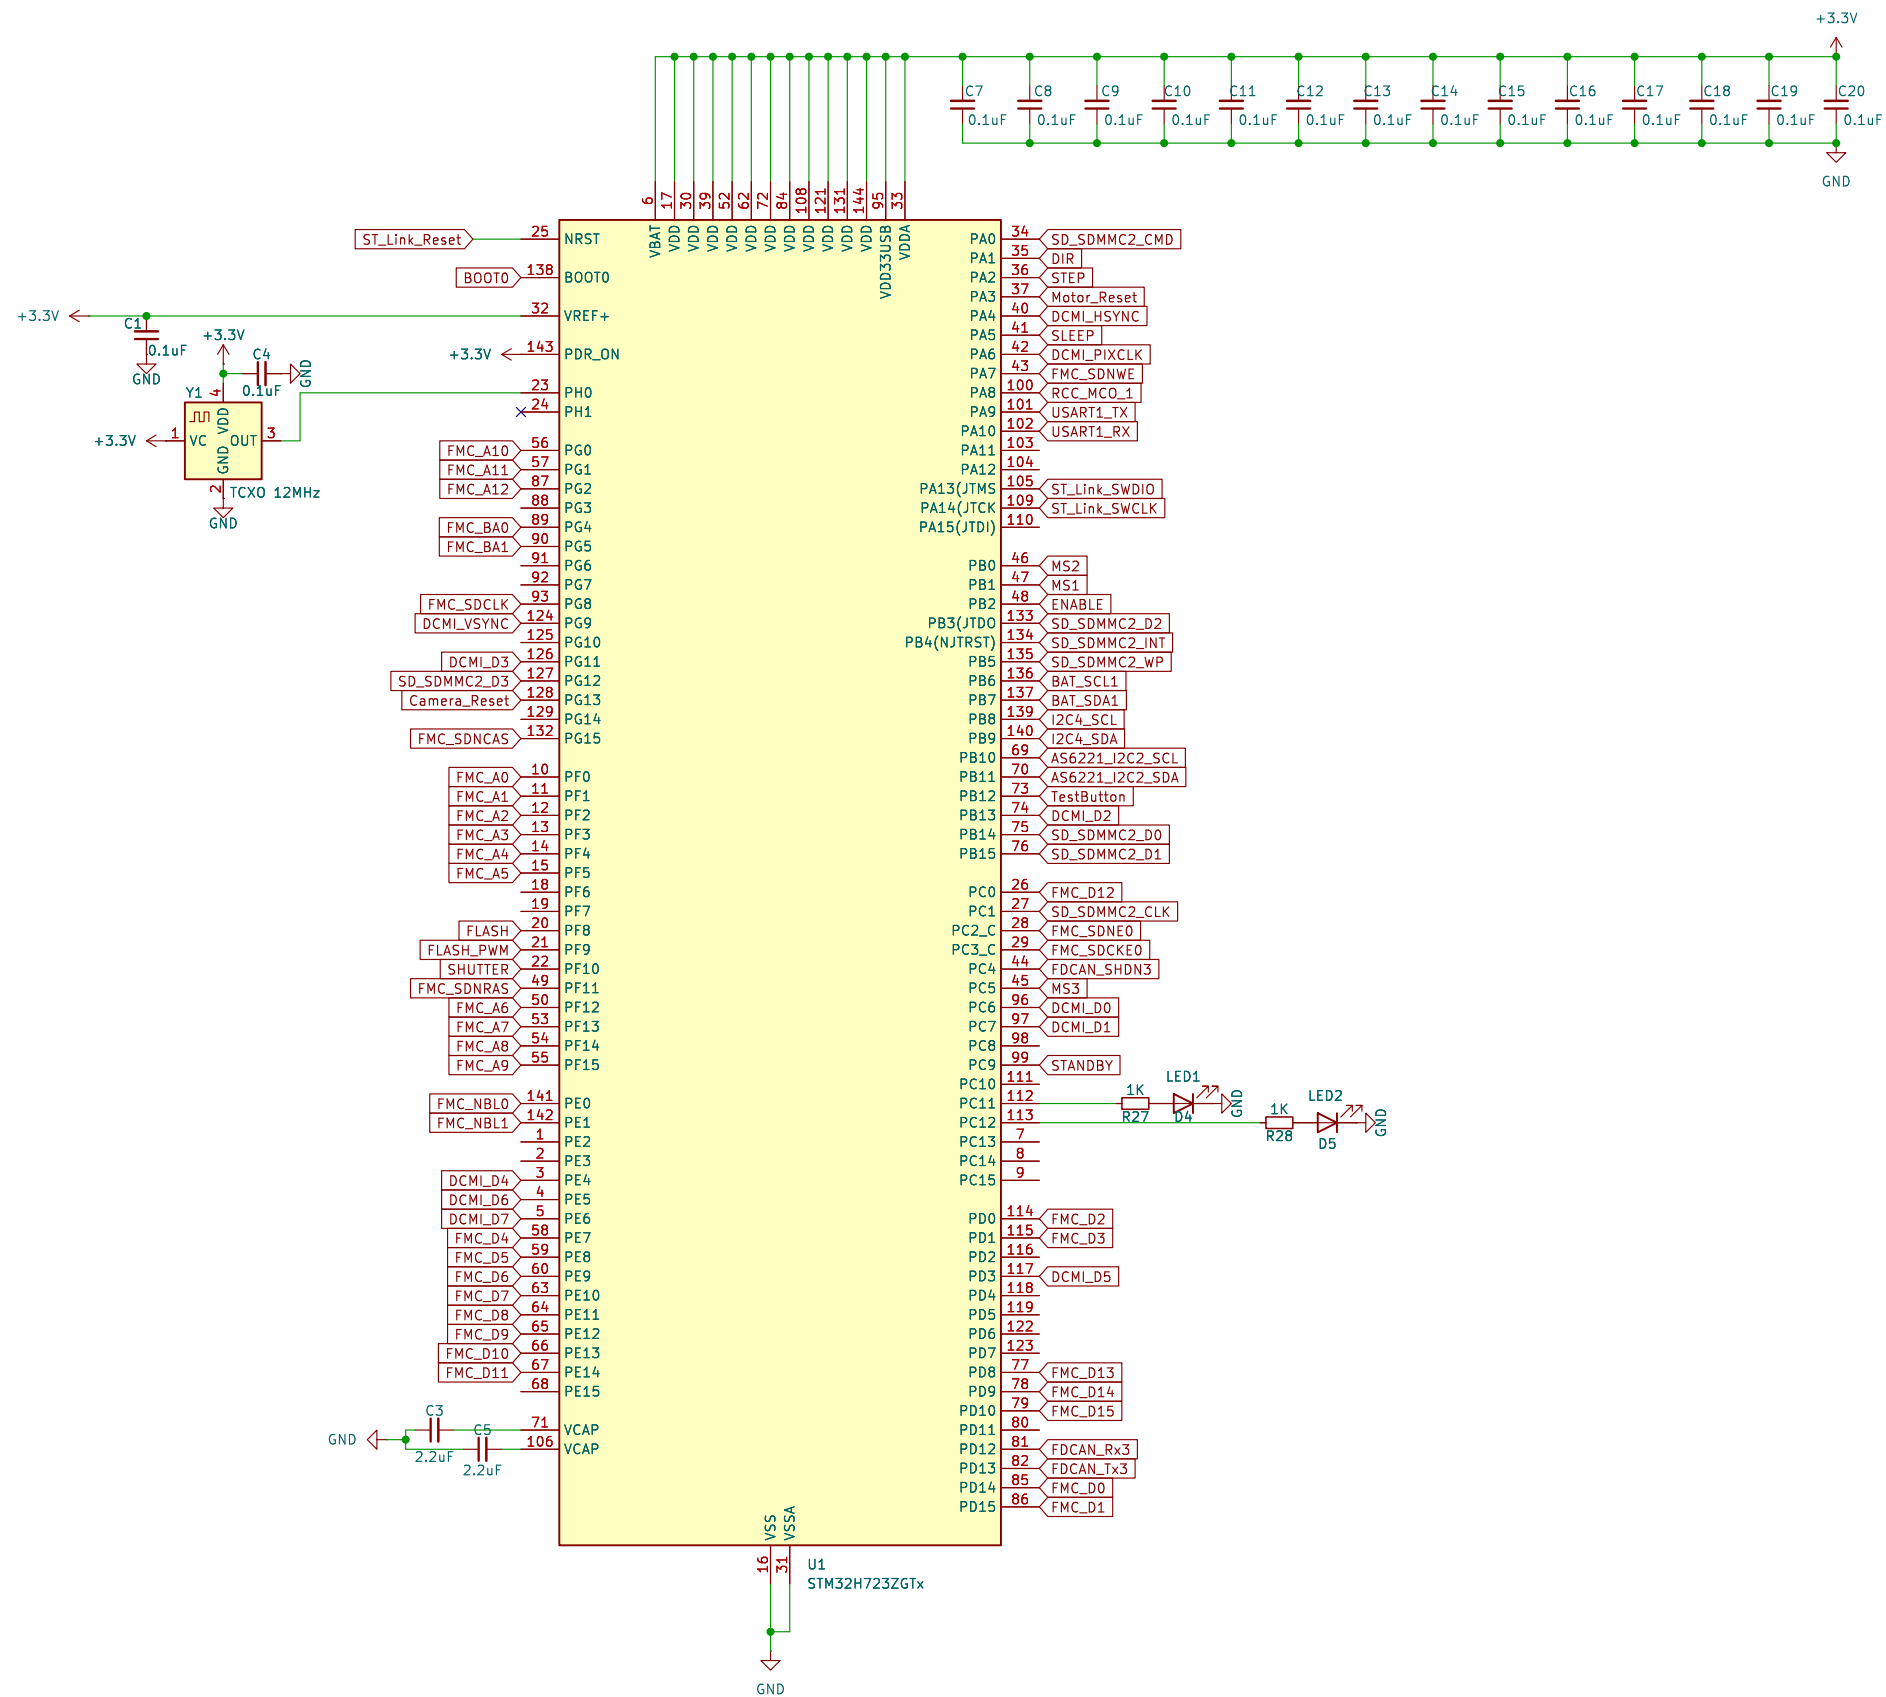 +3.3V
C7 C8 C9 C10 C11 C12 C13 C14 C15 C16 C17 C18 C19 C20
0.1uF 0.1uF 0.1uF 0.1uF 0.1uF 0.1uF 0.1uF 0.1uF 0.1uF 0.1uF 0.1uF 0.1uF 0.1uF 0.1uF
GND
6 17 30 39 52 62 72 84 108 121 131 144 95 33
VBAT VDD VDD VDD VDD VDD VDD VDD VDD VDD VDD VDD VDD33USB VDDA
ST_Link_Reset 25 NRST
BOOT0 138 BOOT0
+3.3V 32 VREF+
C1
0.1uF
GND
+3.3V 143 PDR_ON
+3.3V
C4
0.1uF
GND
23 PH0
24 PH1
Y1
4
VDD
+3.3V 1 VC OUT 3
GND
2
TCXO 12MHz
GND
FMC_A10 56 PG0
FMC_A11 57 PG1
FMC_A12 87 PG2
88 PG3
FMC_BA0 89 PG4
FMC_BA1 90 PG5
91 PG6
92 PG7
FMC_SDCLK 93 PG8
DCMI_VSYNC 124 PG9
125 PG10
DCMI_D3 126 PG11
SD_SDMMC2_D3 127 PG12
Camera_Reset 128 PG13
129 PG14
FMC_SDNCAS 132 PG15
FMC_A0 10 PF0
FMC_A1 11 PF1
FMC_A2 12 PF2
FMC_A3 13 PF3
FMC_A4 14 PF4
FMC_A5 15 PF5
18 PF6
19 PF7
FLASH 20 PF8
FLASH_PWM 21 PF9
SHUTTER 22 PF10
FMC_SDNRAS 49 PF11
FMC_A6 50 PF12
FMC_A7 53 PF13
FMC_A8 54 PF14
FMC_A9 55 PF15
FMC_NBL0 141 PE0
FMC_NBL1 142 PE1
1 PE2
2 PE3
DCMI_D4 3 PE4
DCMI_D6 4 PE5
DCMI_D7 5 PE6
FMC_D4 58 PE7
FMC_D5 59 PE8
FMC_D6 60 PE9
FMC_D7 63 PE10
FMC_D8 64 PE11
FMC_D9 65 PE12
FMC_D10 66 PE13
FMC_D11 67 PE14
68 PE15
C3
2.2uF
71 VCAP
GND
C5
2.2uF
106 VCAP
PA0 34 SD_SDMMC2_CMD
PA1 35 DIR
PA2 36 STEP
PA3 37 Motor_Reset
PA4 40 DCMI_HSYNC
PA5 41 SLEEP
PA6 42 DCMI_PIXCLK
PA7 43 FMC_SDNWE
PA8 100 RCC_MCO_1
PA9 101 USART1_TX
PA10 102 USART1_RX
PA11 103
PA12 104
PA13(JTMS 105 ST_Link_SWDIO
PA14(JTCK 109 ST_Link_SWCLK
PA15(JTDI) 110
PB0 46 MS2
PB1 47 MS1
PB2 48 ENABLE
PB3(JTDO 133 SD_SDMMC2_D2
PB4(NJTRST) 134 SD_SDMMC2_INT
PB5 135 SD_SDMMC2_WP
PB6 136 BAT_SCL1
PB7 137 BAT_SDA1
PB8 139 I2C4_SCL
PB9 140 I2C4_SDA
PB10 69 AS6221_I2C2_SCL
PB11 70 AS6221_I2C2_SDA
PB12 73 TestButton
PB13 74 DCMI_D2
PB14 75 SD_SDMMC2_D0
PB15 76 SD_SDMMC2_D1
PC0 26 FMC_D12
PC1 27 SD_SDMMC2_CLK
PC2_C 28 FMC_SDNE0
PC3_C 29 FMC_SDCKE0
PC4 44 FDCAN_SHDN3
PC5 45 MS3
PC6 96 DCMI_D0
PC7 97 DCMI_D1
PC8 98
PC9 99 STANDBY
PC10 111
PC11 112
PC12 113
PC13 7
PC14 8
PC15 9
1K
R27
LED1
D4
GND
1K
R28
LED2
D5
GND
PD0 114 FMC_D2
PD1 115 FMC_D3
PD2 116
PD3 117 DCMI_D5
PD4 118
PD5 119
PD6 122
PD7 123
PD8 77 FMC_D13
PD9 78 FMC_D14
PD10 79 FMC_D15
PD11 80
PD12 81 FDCAN_Rx3
PD13 82 FDCAN_Tx3
PD14 85 FMC_D0
PD15 86 FMC_D1
VSS VSSA
16 31
U1
STM32H723ZGTx
GND